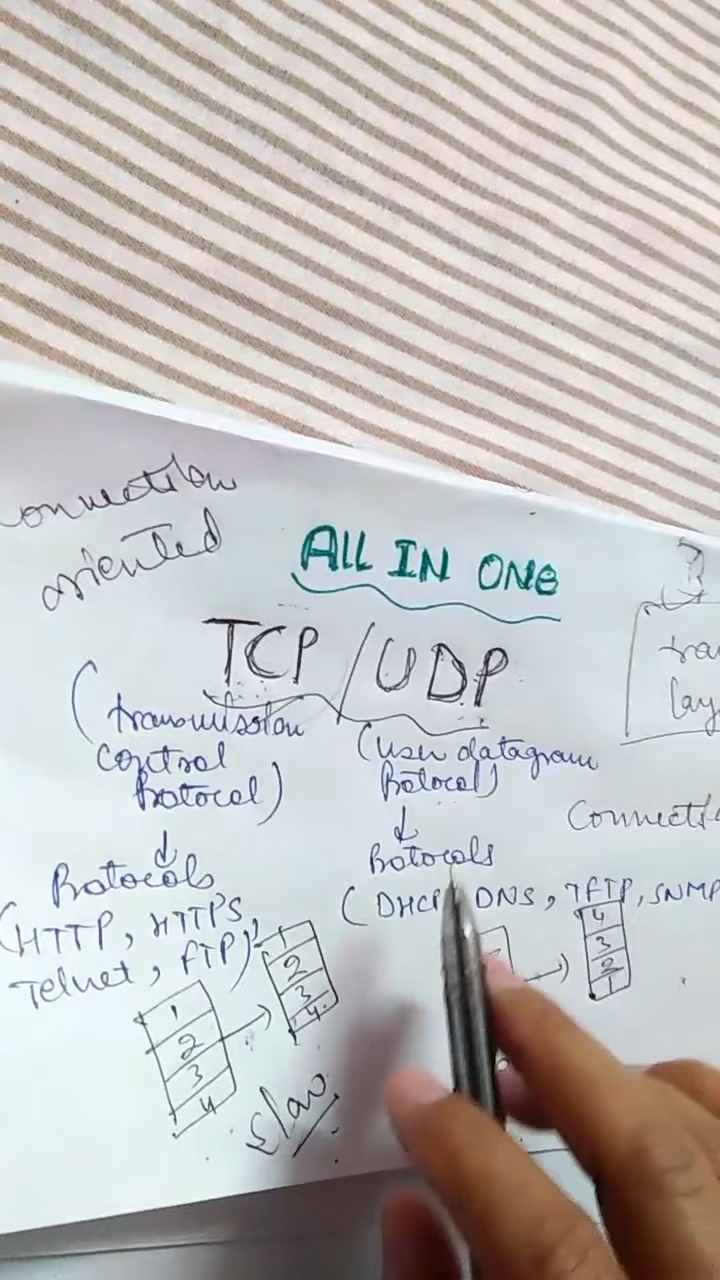 connection
oriented
ALL IN ONE
TCP/UDP
(transmission
control
Protocol)
(user datagram
Protocol)
tra
lay
Connecti
Protocols
(HTTP, HTTPS,
Telnet, FTP)
Protocols
(DHCP, DNS, TFTP, SNMP
1
2
3
4
1
2
3
4
4
3
2
1
Slow